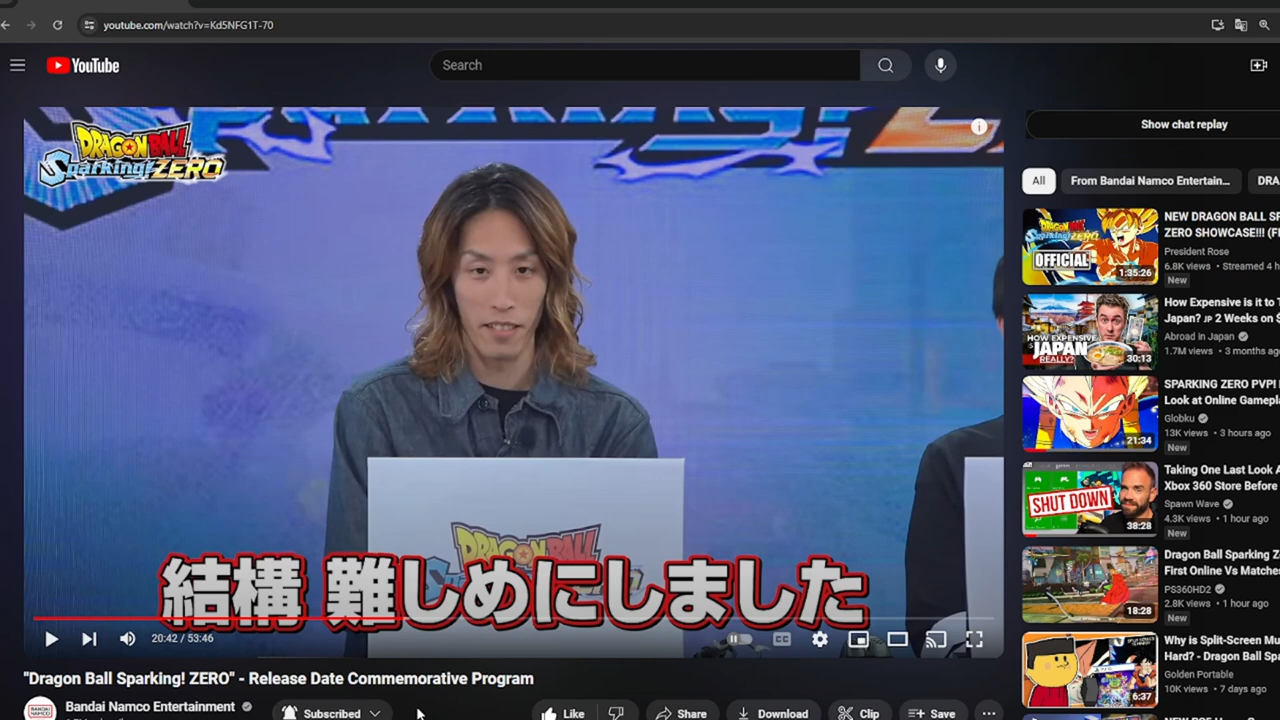 youtube.com/watch?v=Kd5NFG1T-70
YouTube
Search
DRAGON BALL
Sparking! ZERO
DRAGON BALL
結構 難しめにしました
20:42 / 53:46
CC
"Dragon Ball Sparking! ZERO" - Release Date Commemorative Program
Bandai Namco Entertainment
Subscribed
Like
Share
Download
Clip
Save
Show chat replay
All
From Bandai Namco Entertain...
DRA
OFFICIAL
1:35:26
NEW DRAGON BALL SP
ZERO SHOWCASE!!! (F
President Rose
6.8K views • Streamed 4 h
New
HOW EXPENSIVE
JAPAN
REALLY?
30:13
How Expensive is it to T
Japan? JP 2 Weeks on $
Abroad in Japan
1.7M views • 3 months ag
21:34
SPARKING ZERO PVP!
Look at Online Gamepla
Globku
13K views • 3 hours ago
New
SHUT DOWN
38:28
Taking One Last Look A
Xbox 360 Store Before
Spawn Wave
4.3K views • 1 hour ago
New
18:28
Dragon Ball Sparking Z
First Online Vs Matches
PS360HD2
2.8K views • 1 hour ago
New
6:37
Why is Split-Screen Mu
Hard? - Dragon Ball Spa
Golden Portable
10K views • 7 days ago